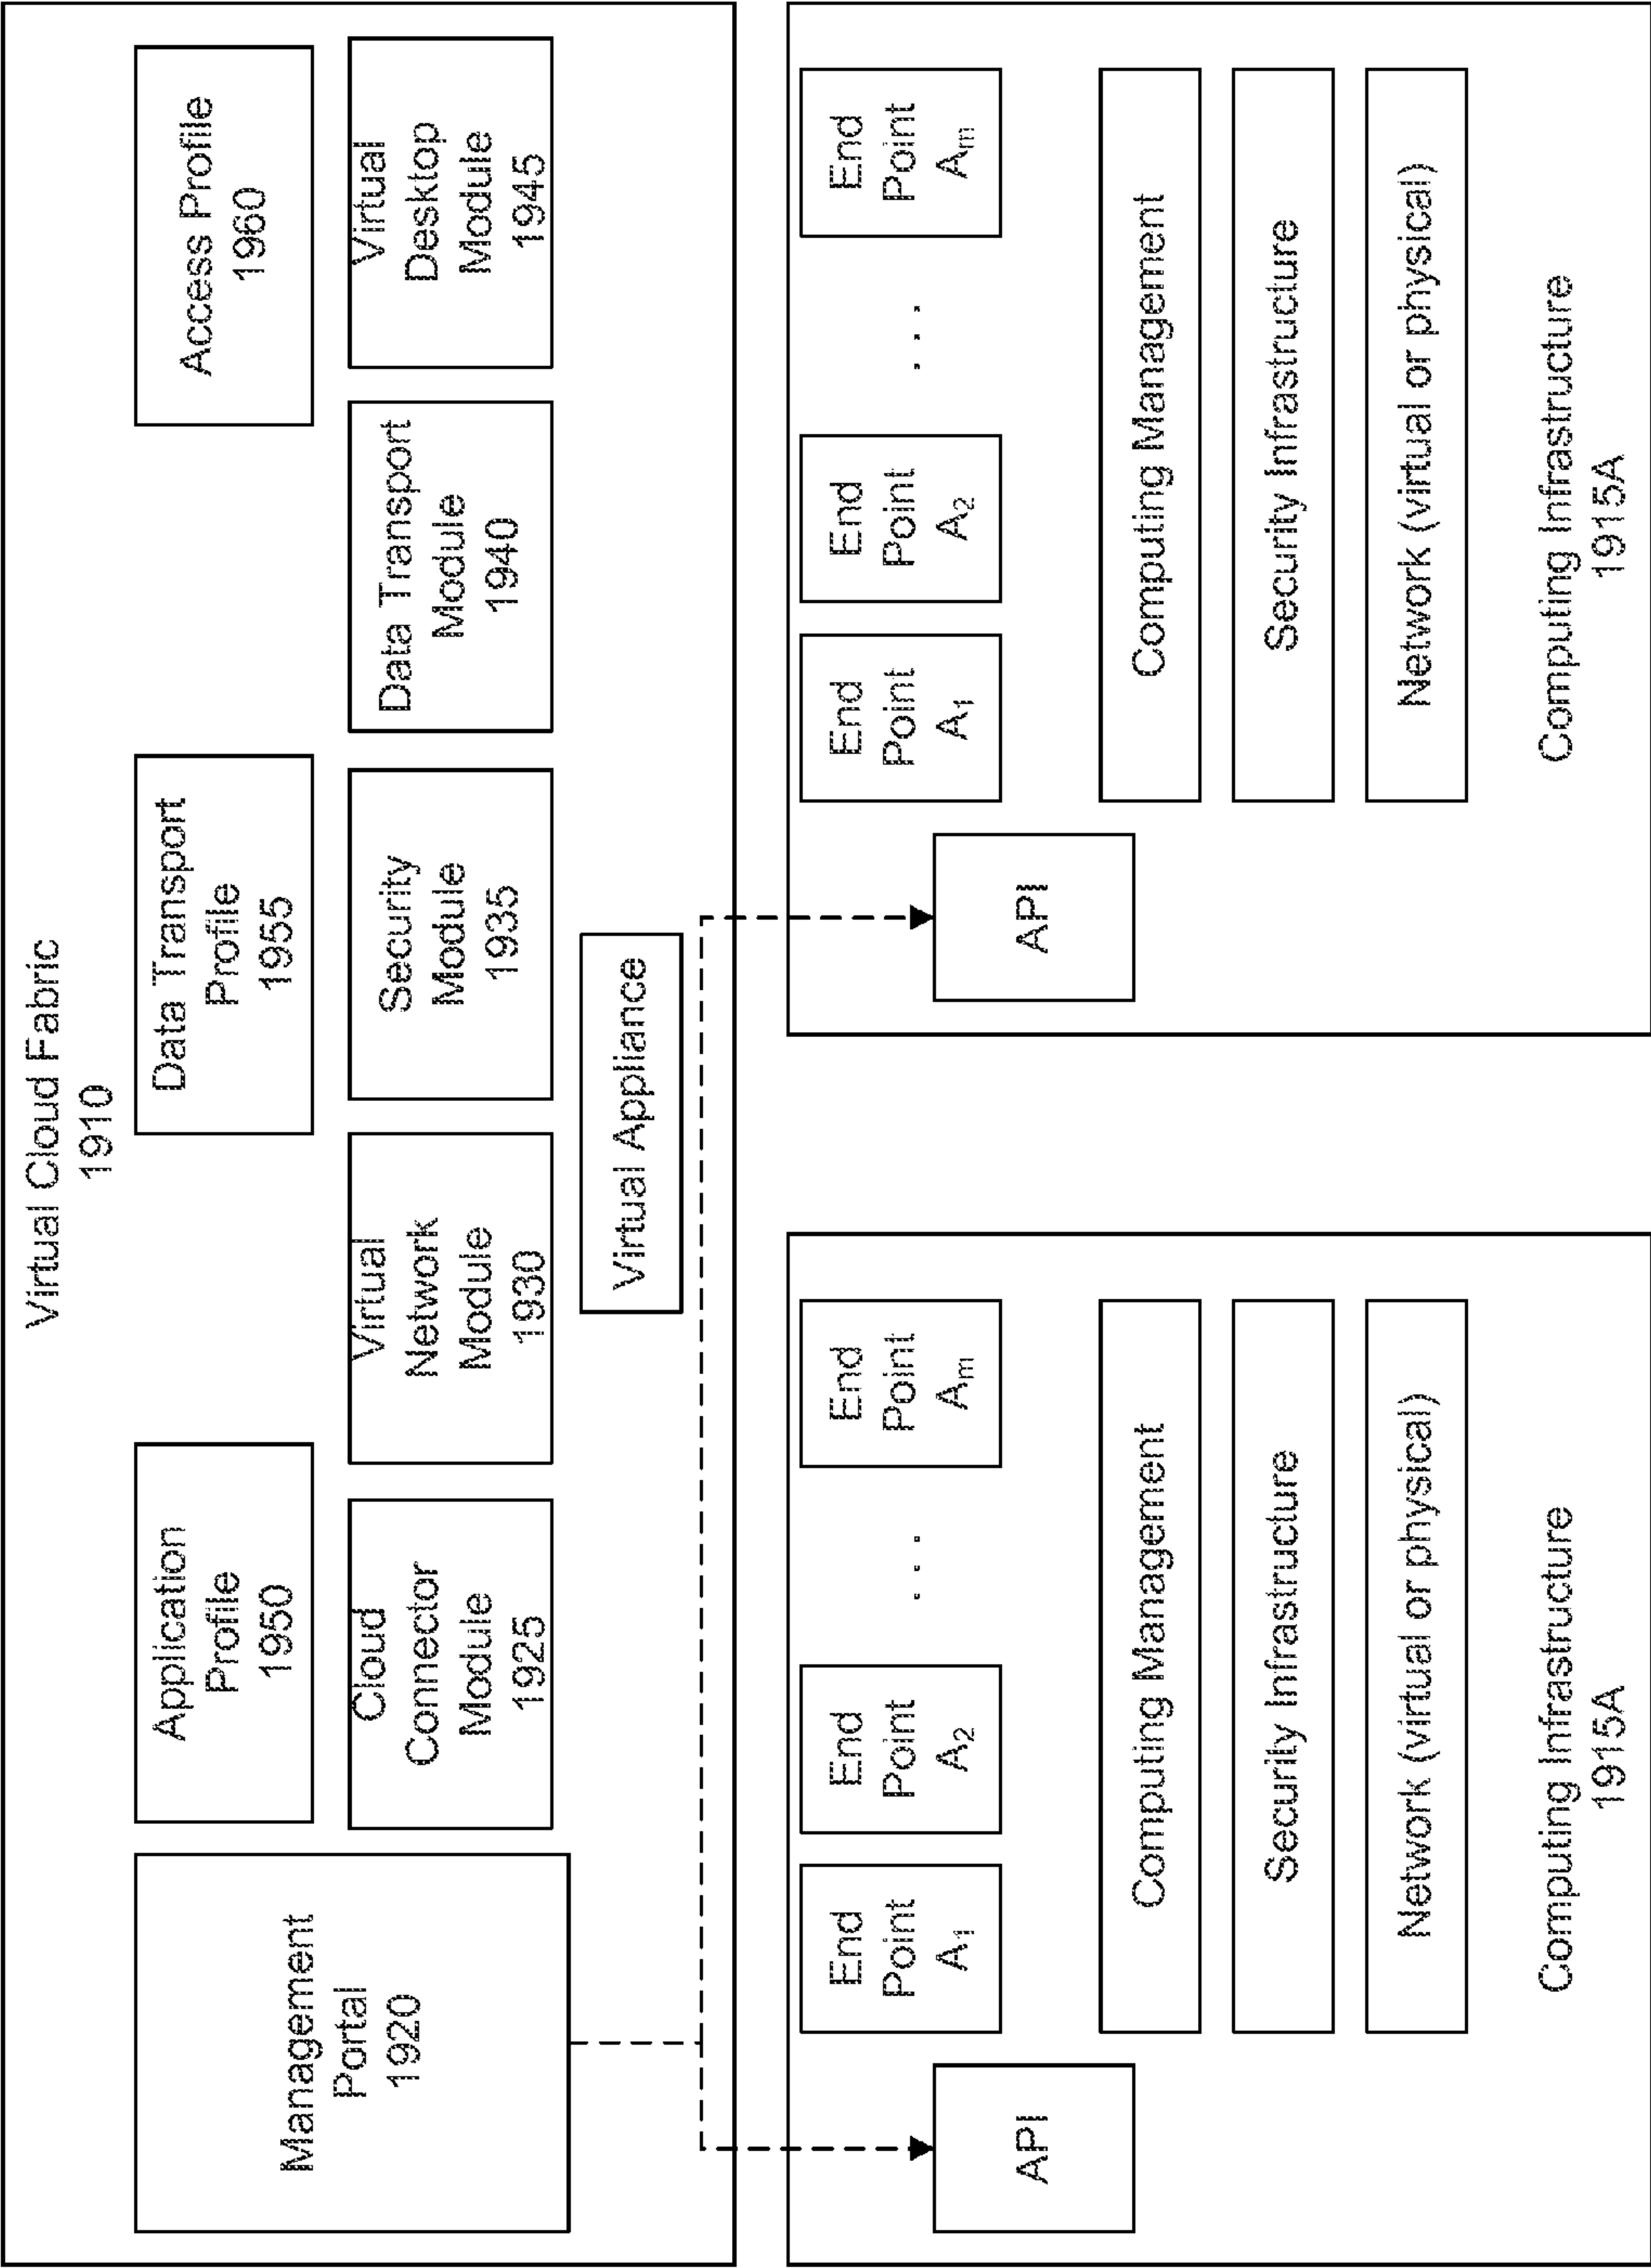 Virtual Cloud Fabric
1910
Management
Portal
1920
Application
Profile
1950
Data Transport
Profile
1955
Access Profile
1960
Cloud
Connector
Module
1925
Virtual
Network
Module
1930
Security
Module
1935
Data Transport
Module
1940
Virtual
Desktop
Module
1945
Virtual Appliance
API
End
Point
A1
End
Point
A2
. . .
End
Point
Am
Computing Management
Security Infrastructure
Network (virtual or physical)
Computing Infrastructure
1915A
API
End
Point
A1
End
Point
A2
. . .
End
Point
Am
Computing Management
Security Infrastructure
Network (virtual or physical)
Computing Infrastructure
1915A